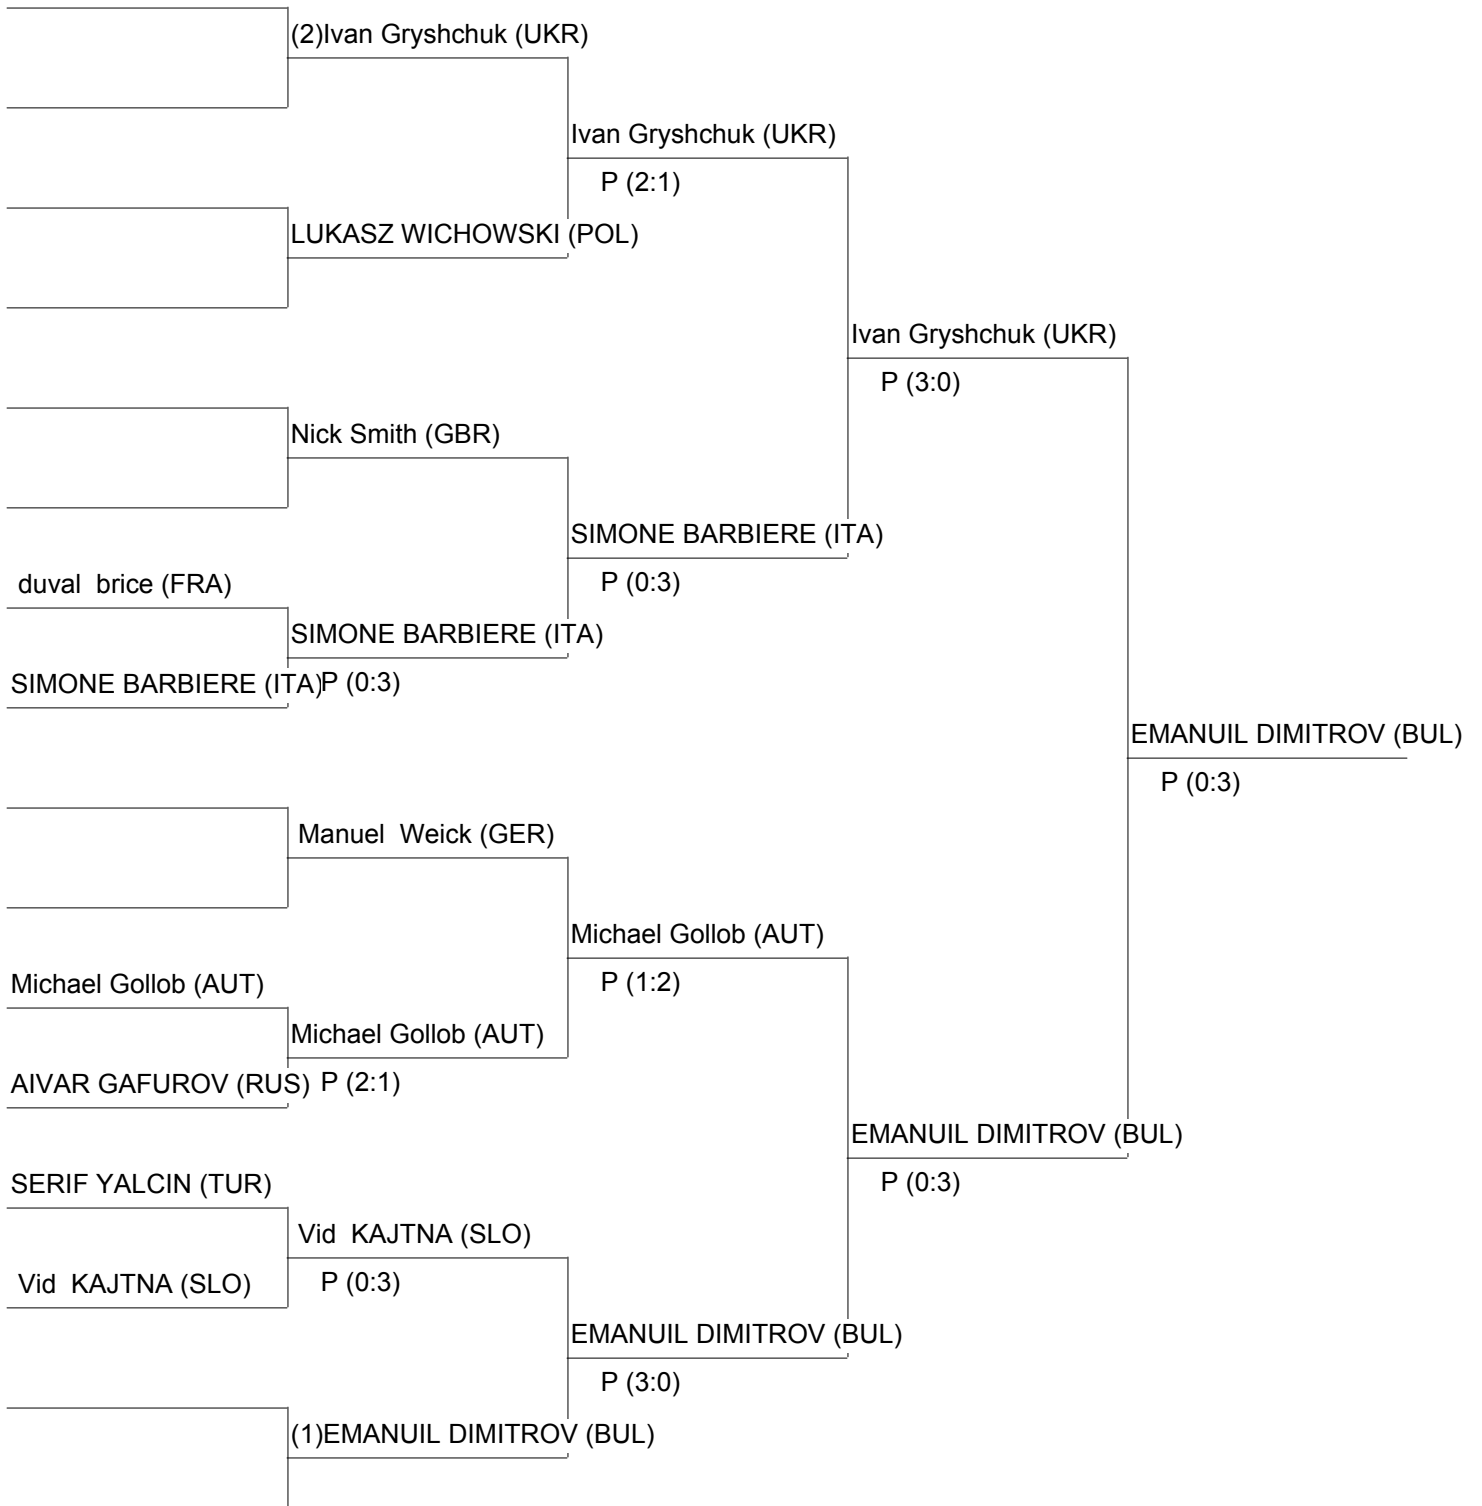 (2)Ivan Gryshchuk (UKR)
Ivan Gryshchuk (UKR)
P (2:1)
LUKASZ WICHOWSKI (POL)
Ivan Gryshchuk (UKR)
P (3:0)
Nick Smith (GBR)
SIMONE BARBIERE (ITA)
P (0:3)
duval  brice (FRA)
SIMONE BARBIERE (ITA)
SIMONE BARBIERE (ITA)
P (0:3)
EMANUIL DIMITROV (BUL)
P (0:3)
Manuel  Weick (GER)
Michael Gollob (AUT)
P (1:2)
Michael Gollob (AUT)
Michael Gollob (AUT)
AIVAR GAFUROV (RUS)
P (2:1)
EMANUIL DIMITROV (BUL)
P (0:3)
SERIF YALCIN (TUR)
Vid  KAJTNA (SLO)
Vid  KAJTNA (SLO)
P (0:3)
EMANUIL DIMITROV (BUL)
P (3:0)
(1)EMANUIL DIMITROV (BUL)